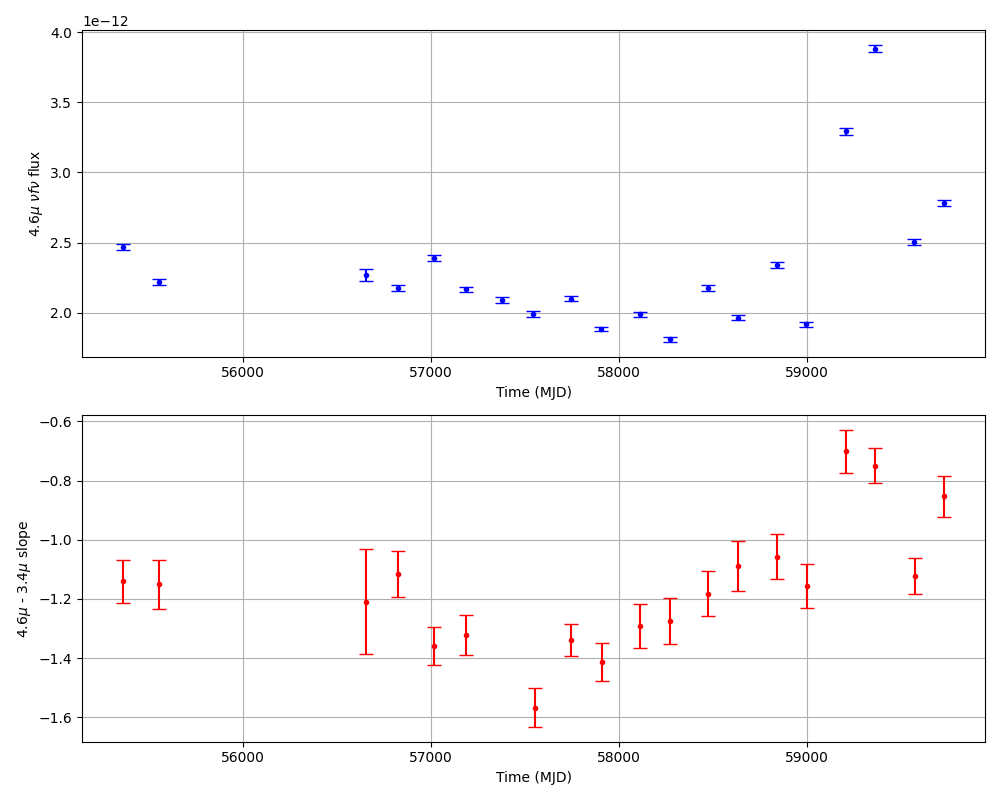 1e−12
4.0
3.5
3.0
2.5
2.0
4.6μ νfν flux
56000 57000 58000 59000
Time (MJD)
−0.6
−0.8
−1.0
−1.2
−1.4
−1.6
4.6μ - 3.4μ slope
56000 57000 58000 59000
Time (MJD)